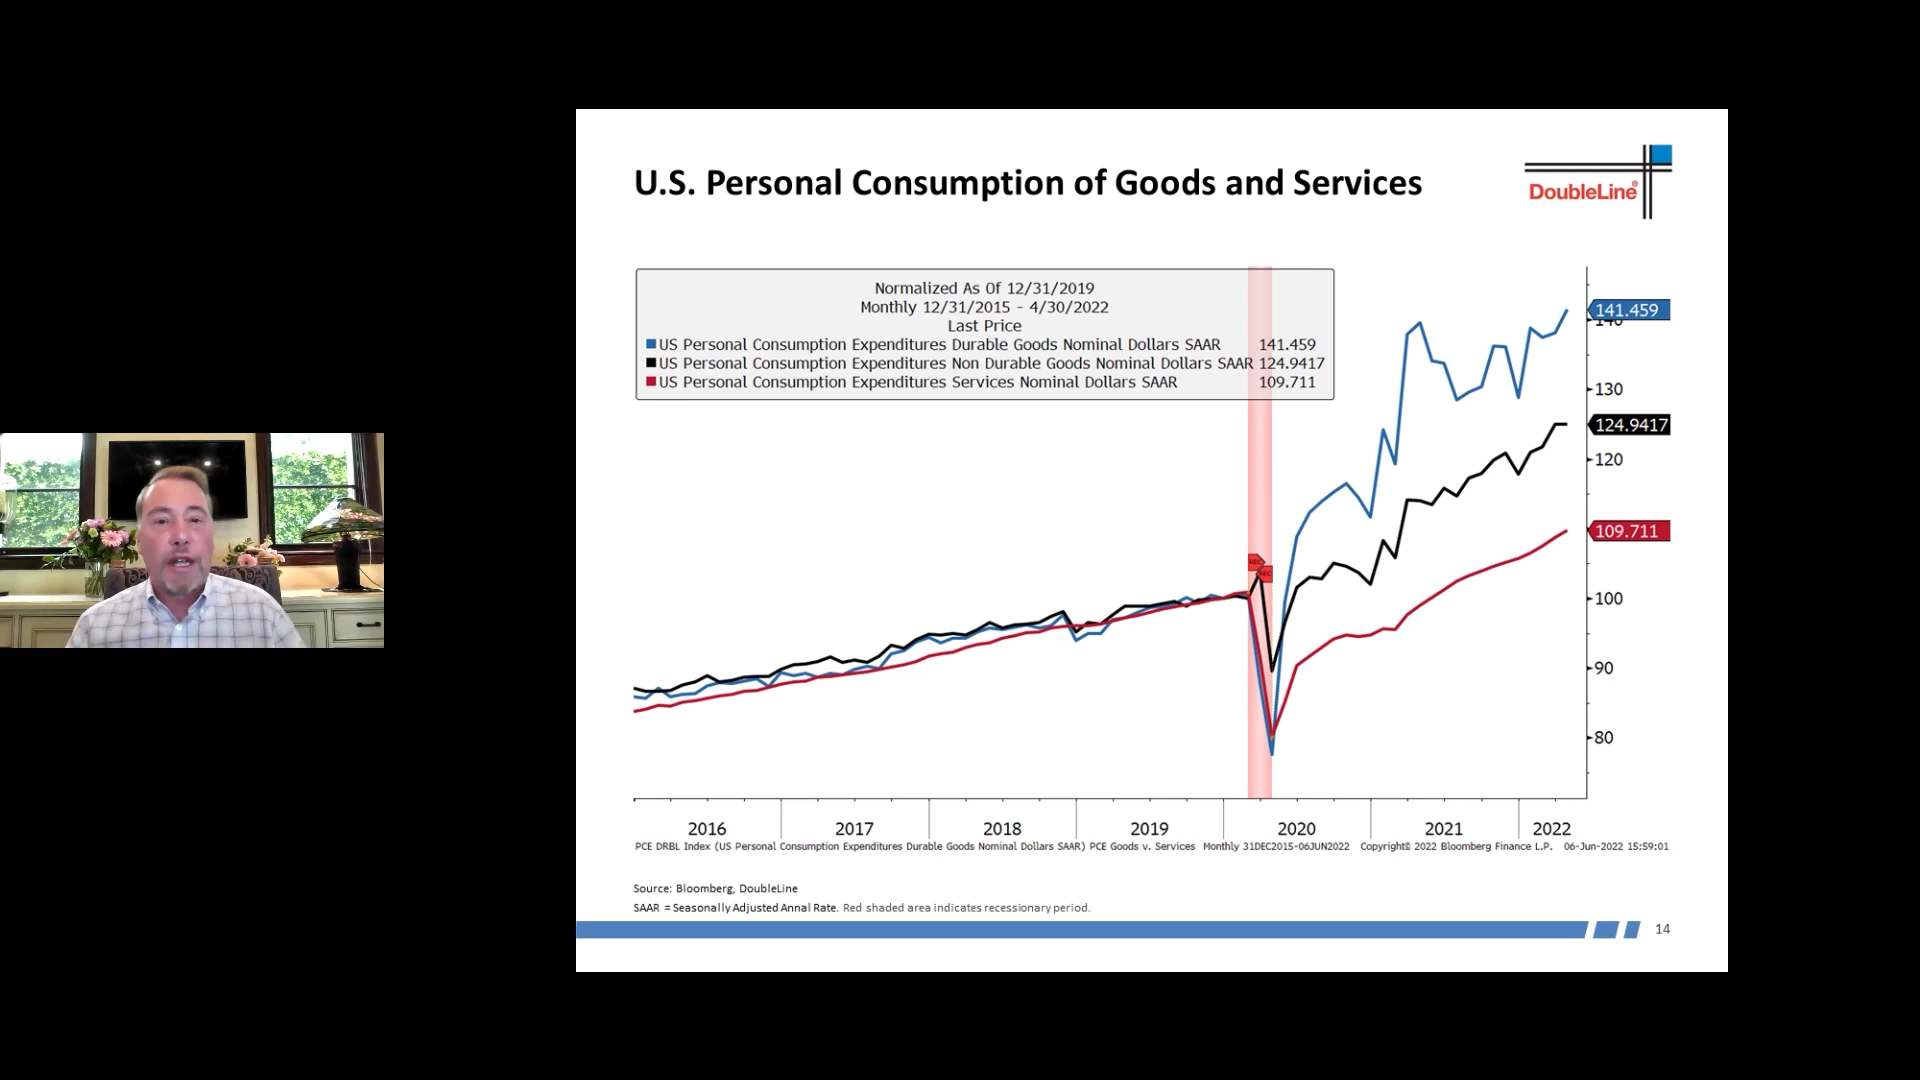 U.S. Personal Consumption of Goods and Services
DoubleLine®
Normalized As Of 12/31/2019
Monthly 12/31/2015 - 4/30/2022
Last Price
US Personal Consumption Expenditures Durable Goods Nominal Dollars SAAR 141.459
US Personal Consumption Expenditures Non Durable Goods Nominal Dollars SAAR 124.9417
US Personal Consumption Expenditures Services Nominal Dollars SAAR 109.711
141.459
140
130
124.9417
120
109.711
REC
REC
100
90
80
2016 2017 2018 2019 2020 2021 2022
PCE DRBL Index (US Personal Consumption Expenditures Durable Goods Nominal Dollars SAAR) PCE Goods v. Services Monthly 31DEC2015-06JUN2022 Copyright© 2022 Bloomberg Finance L.P. 06-Jun-2022 15:59:01
Source: Bloomberg, DoubleLine
SAAR = Seasonally Adjusted Annal Rate. Red shaded area indicates recessionary period.
14